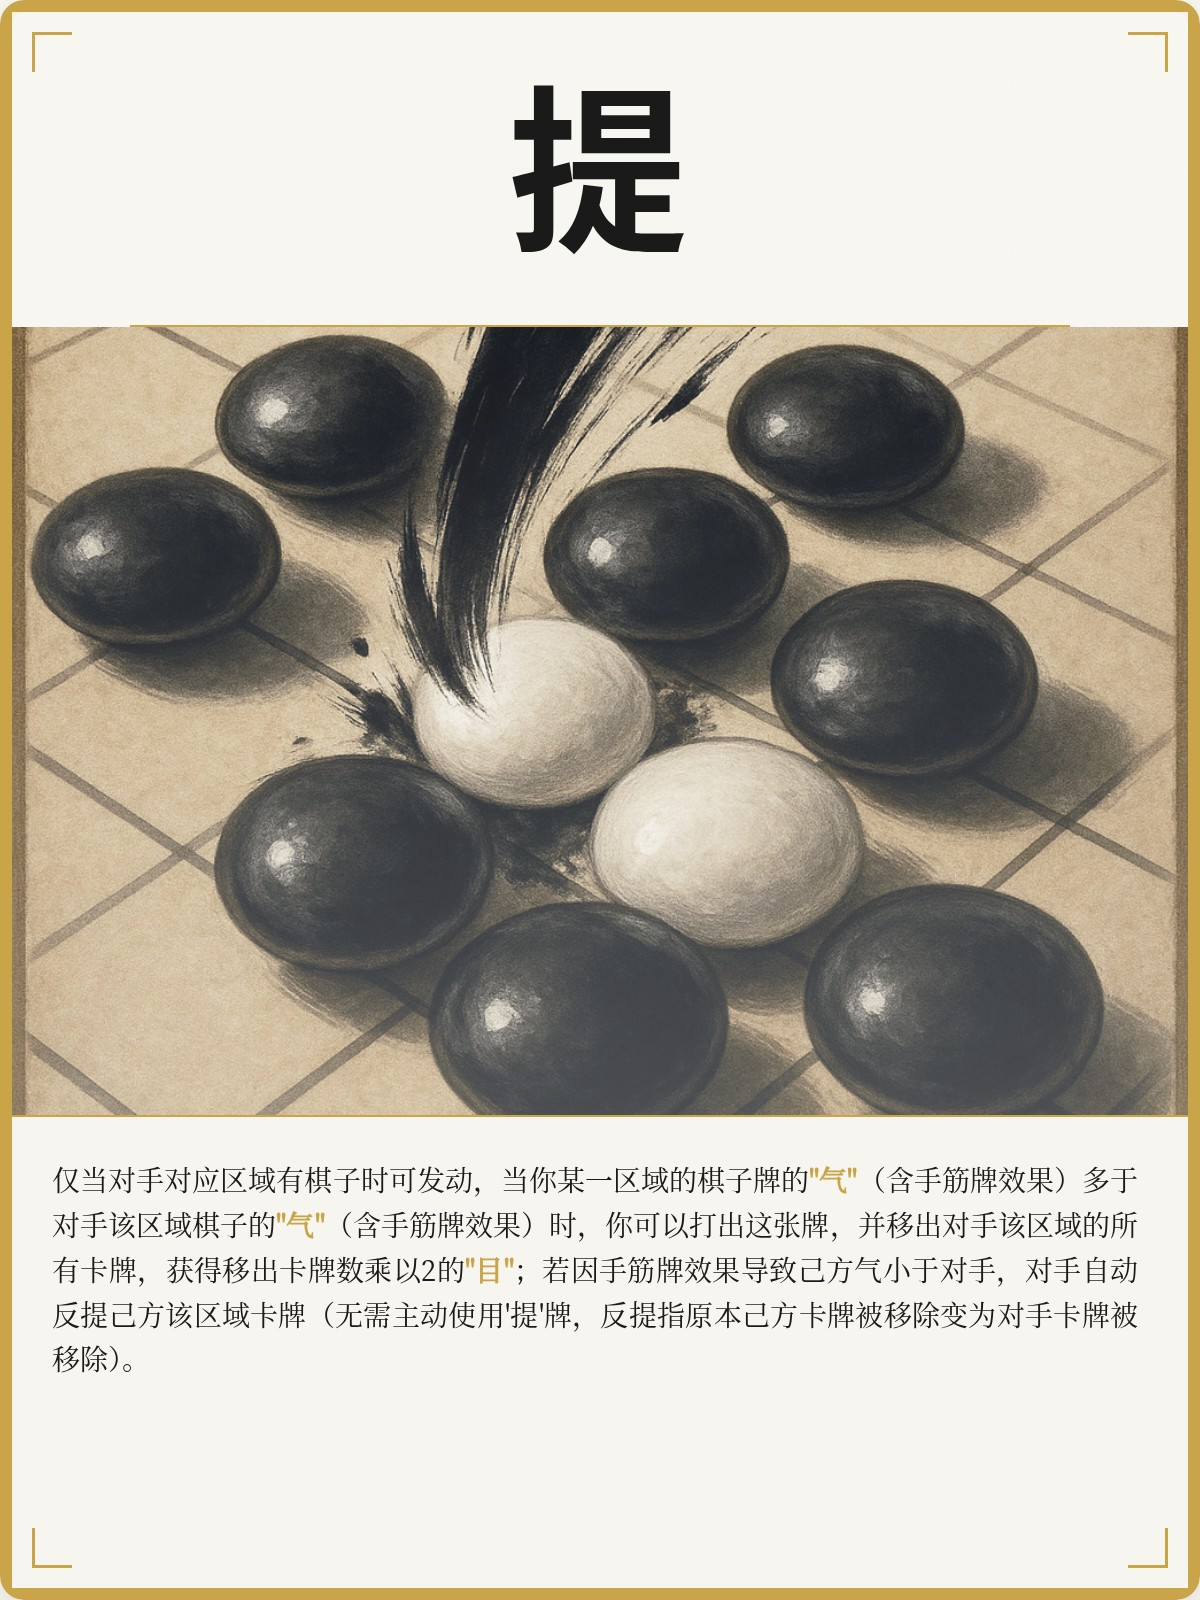 提
仅当对手对应区域有棋子时可发动，当你某一区域的棋子牌的"气"（含手筋牌效果）多于
对手该区域棋子的"气"（含手筋牌效果）时，你可以打出这张牌，并移出对手该区域的所
有卡牌，获得移出卡牌数乘以2的"目"；若因手筋牌效果导致己方气小于对手，对手自动
反提己方该区域卡牌（无需主动使用'提'牌，反提指原本己方卡牌被移除变为对手卡牌被
移除）。